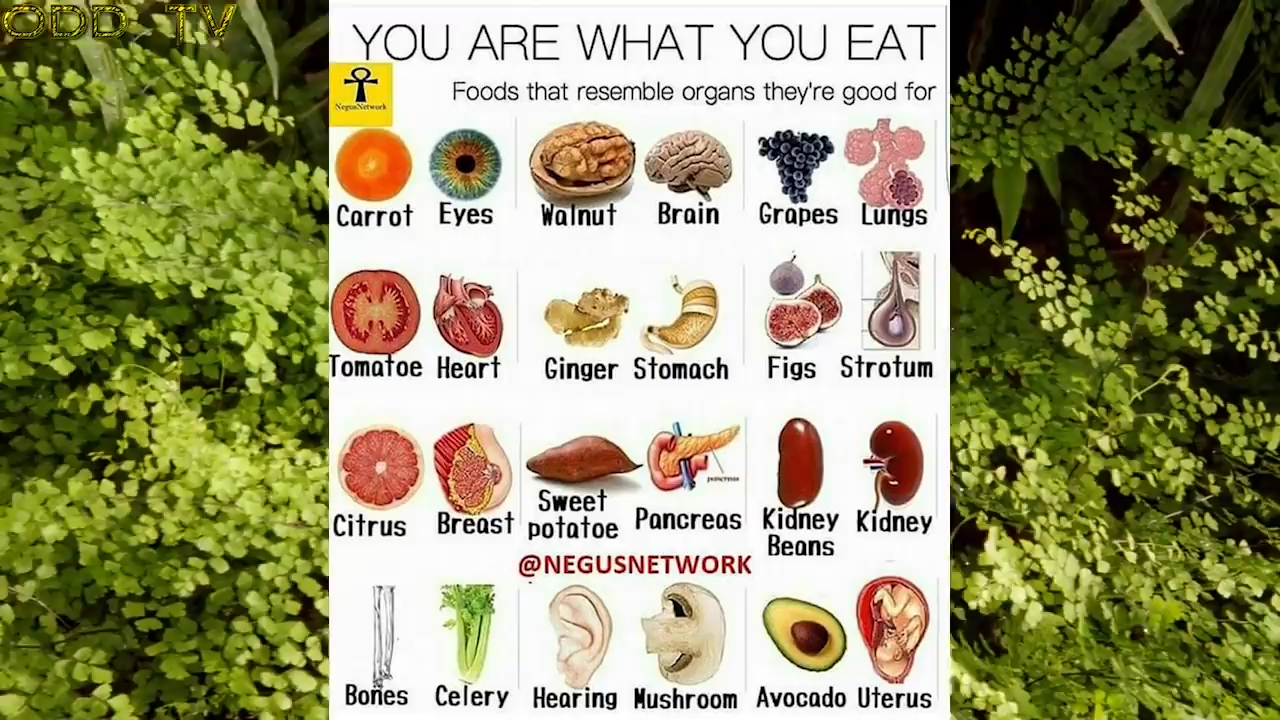 ODD TV
YOU ARE WHAT YOU EAT
NegusNetwork
Foods that resemble organs they're good for
Carrot Eyes Walnut Brain Grapes Lungs
Tomatoe Heart Ginger Stomach Figs Strotum
pancreas
Citrus Breast Sweet potatoe Pancreas Kidney Beans Kidney
@NEGUSNETWORK
Bones Celery Hearing Mushroom Avocado Uterus